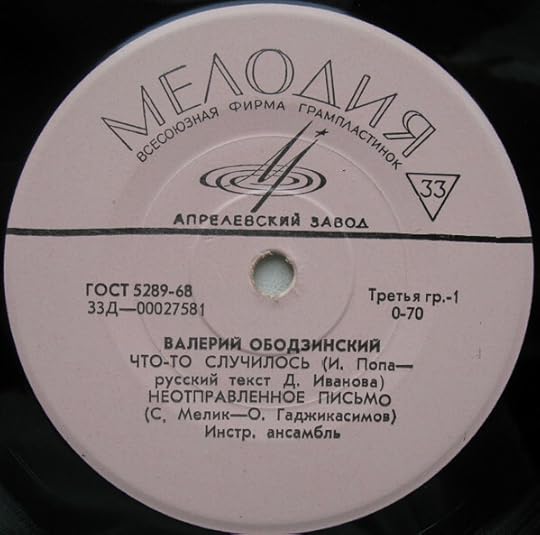 МЕЛОДИЯ
ВСЕСОЮЗНАЯ ФИРМА ГРАМПЛАСТИНОК
33
АПРЕЛЕВСКИЙ ЗАВОД
ГОСТ 5289-68
33Д—00027581
Третья гр.-1
0-70
ВАЛЕРИЙ ОБОДЗИНСКИЙ
ЧТО-ТО СЛУЧИЛОСЬ (И. Попа—
русский текст Д. Иванова)
НЕОТПРАВЛЕННОЕ ПИСЬМО
(С, Мелик—О. Гаджикасимов)
Инстр. ансамбль